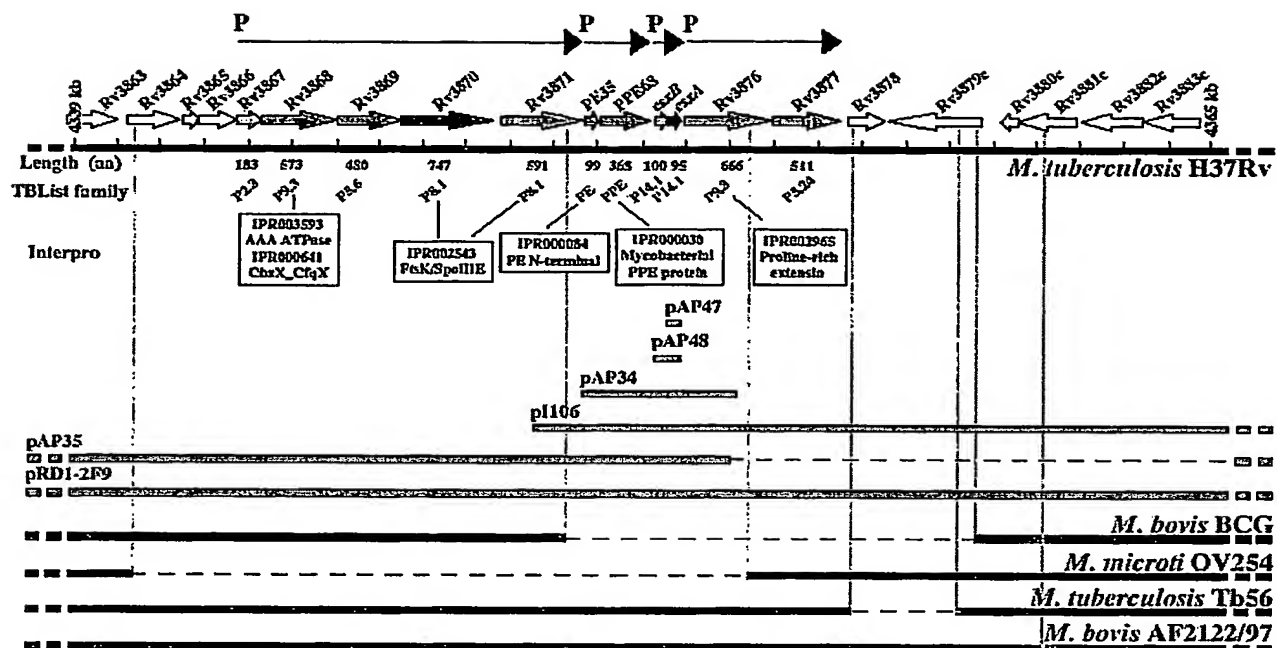 P P P P
4339 kb Rv3863 Rv3864 Rv3865 Rv3866 Rv3867 Rv3868 Rv3869 Rv3870 Rv3871 PE35 PPE68 esxB esxA Rv3876 Rv3877 Rv3878 Rv3879c Rv3880c Rv3881c Rv3882c Rv3883c 4365 kb
Length (aa) 183 573 480 747 591 99 368 100 95 666 511
M. tuberculosis H37Rv
TBList family P2.3 P9.3 P3.6 P8.1 P8.1 PE PPE P14.1 P14.1 P3.3 P3.24
Interpro
IPR003593
AAA ATPase
IPR000641
CbxX_CfqX
IPR002543
FtsK/SpoIIIE
IPR000084
PE N-terminal
IPR000030
Mycobacterial
PPE protein
IPR002965
Proline-rich
extensin
pAP47
pAP48
pAP34
pI106
pAP35
pRD1-2F9
M. bovis BCG
M. microti OV254
M. tuberculosis Tb56
M. bovis AF2122/97